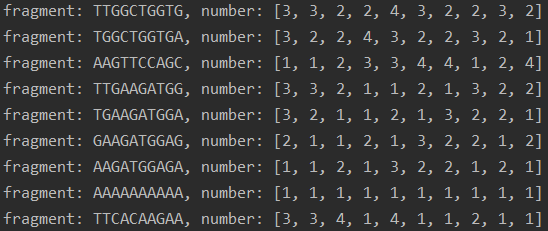 fragment: TTGGCTGGTG, number: [3, 3, 2, 2, 4, 3, 2, 2, 3, 2]
fragment: TGGCTGGTGA, number: [3, 2, 2, 4, 3, 2, 2, 3, 2, 1]
fragment: AAGTTCCAGC, number: [1, 1, 2, 3, 3, 4, 4, 1, 2, 4]
fragment: TTGAAGATGG, number: [3, 3, 2, 1, 1, 2, 1, 3, 2, 2]
fragment: TGAAGATGGA, number: [3, 2, 1, 1, 2, 1, 3, 2, 2, 1]
fragment: GAAGATGGAG, number: [2, 1, 1, 2, 1, 3, 2, 2, 1, 2]
fragment: AAGATGGAGA, number: [1, 1, 2, 1, 3, 2, 2, 1, 2, 1]
fragment: AAAAAAAAAA, number: [1, 1, 1, 1, 1, 1, 1, 1, 1, 1]
fragment: TTCACAAGAA, number: [3, 3, 4, 1, 4, 1, 1, 2, 1, 1]